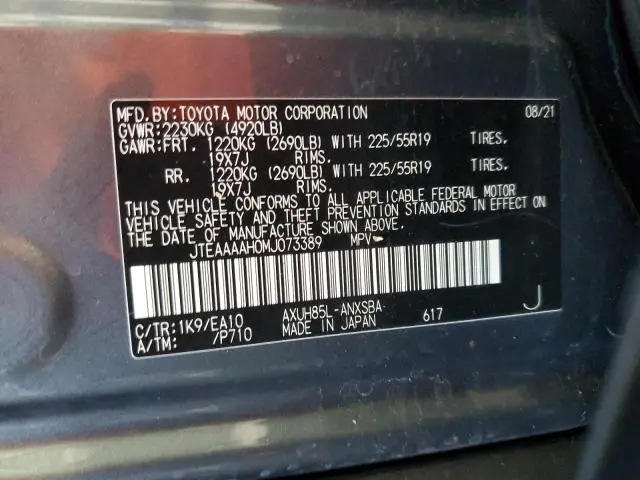 MFD. BY: TOYOTA MOTOR CORPORATION 08/21
GVWR: 2230KG (4920LB)
GAWR: FRT. 1220KG (2690LB) WITH 225/55R19 TIRES.
19X7J RIMS.
RR. 1220KG (2690LB) WITH 225/55R19 TIRES.
19X7J RIMS.
THIS VEHICLE CONFORMS TO ALL APPLICABLE FEDERAL MOTOR
VEHICLE SAFETY AND THEFT PREVENTION STANDARDS IN EFFECT ON
THE DATE OF MANUFACTURE SHOWN ABOVE.
JTEAAAAH0MJ073389 MPV
C/TR: 1K9/EA10 AXUH85L-ANXSBA
A/TM: /P710 MADE IN JAPAN 617 J